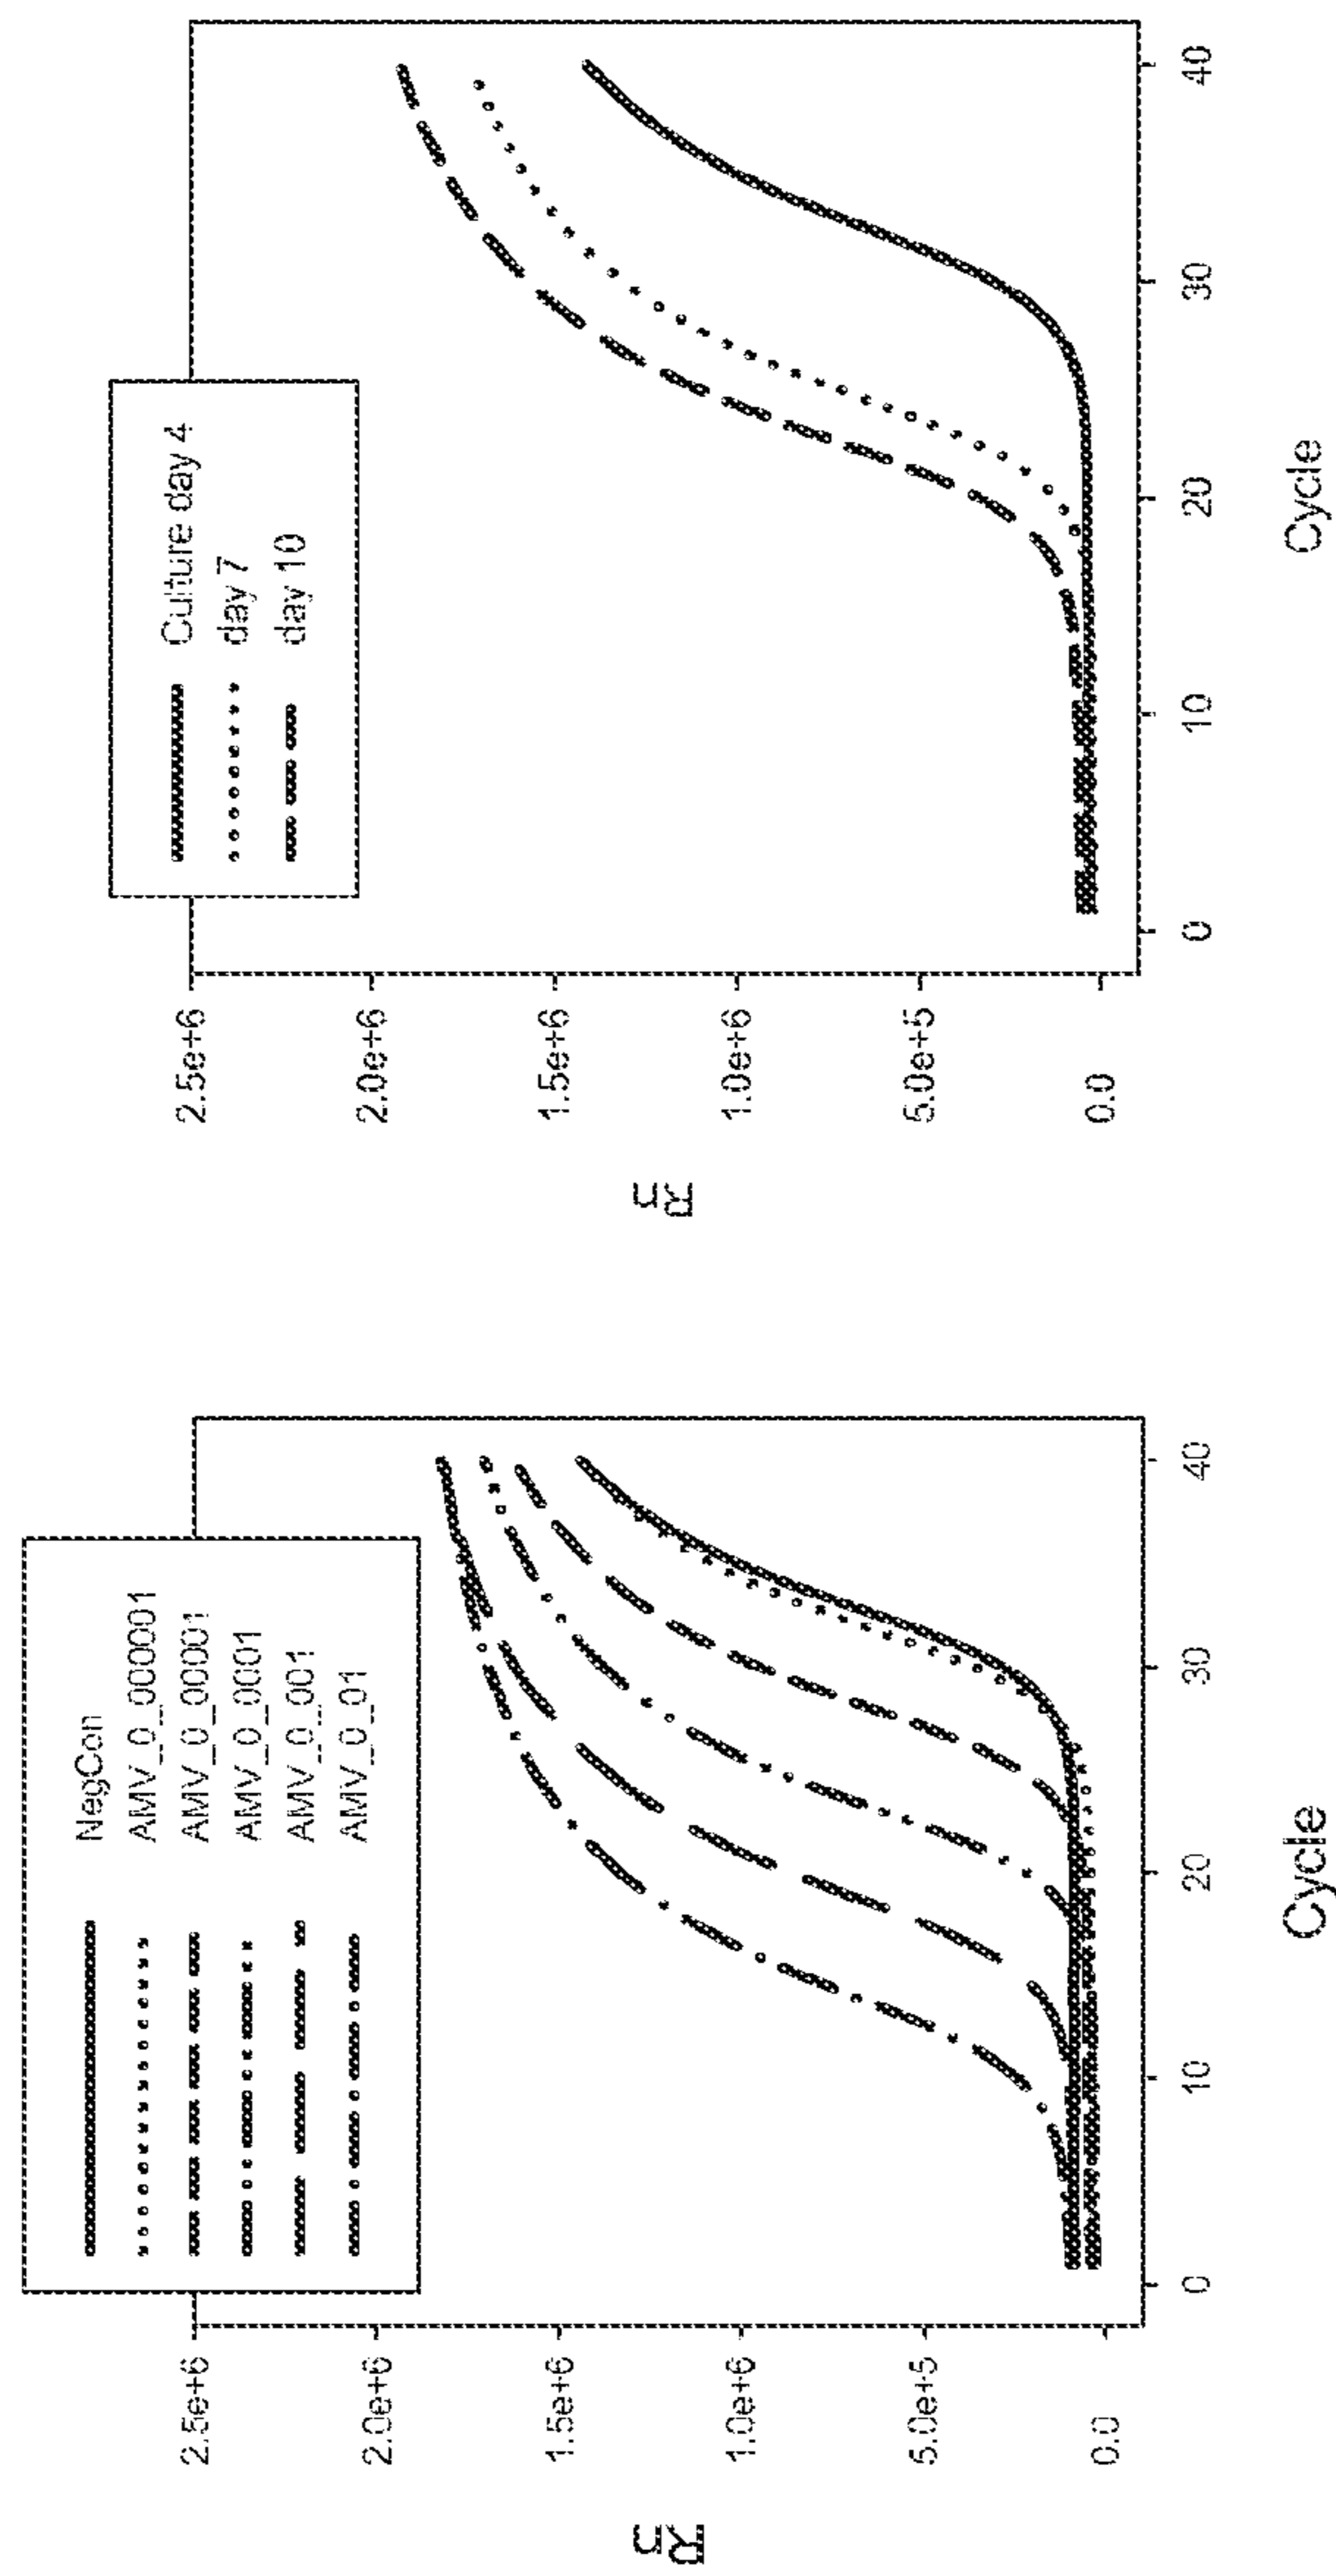 NegCon
AMV_0_000001
AMV_0_00001
AMV_0_0001
AMV_0_001
AMV_0_01
2.5e+6
2.0e+6
1.5e+6
1.0e+6
5.0e+5
0.0
Rn
0 10 20 30 40
Cycle
Culture day 4
day 7
day 10
2.5e+6
2.0e+6
1.5e+6
1.0e+6
5.0e+5
0.0
Rn
0 10 20 30 40
Cycle